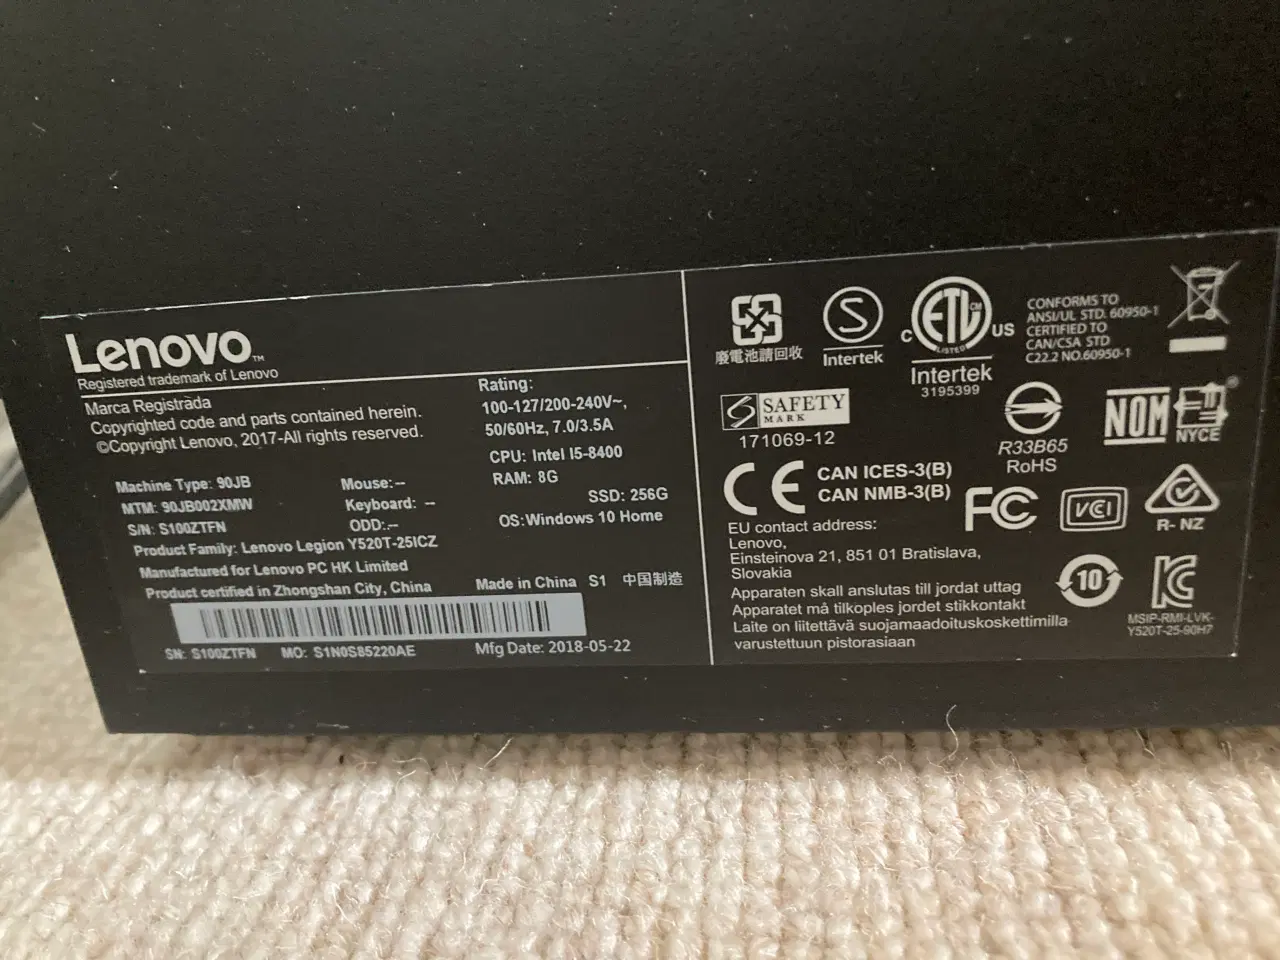 Lenovo™
Registered trademark of Lenovo
Marca Registrada
Copyrighted code and parts contained herein.
©Copyright Lenovo, 2017-All rights reserved.
Machine Type: 90JB
MTM: 90JB002XMW
S/N: S100ZTFN
Mouse:--
Keyboard: --
ODD:--
Product Family: Lenovo Legion Y520T-25ICZ
Manufactured for Lenovo PC HK Limited
Product certified in Zhongshan City, China
Rating:
100-127/200-240V~,
50/60Hz, 7.0/3.5A
CPU: Intel I5-8400
RAM: 8G
SSD: 256G
OS:Windows 10 Home
Made in China S1 中国制造
SN: S100ZTFN MO: S1N0S85220AE Mfg Date: 2018-05-22
廢電池請回收
S
Intertek
C ETL CM US
LISTED
Intertek
3195399
CONFORMS TO
ANSI/UL STD. 60950-1
CERTIFIED TO
CAN/CSA STD
C22.2 NO.60950-1
SAFETY
MARK
171069-12
R33B65
RoHS
NOM NYCE®
CE CAN ICES-3(B)
CAN NMB-3(B)
FC
VCI
R- NZ
EU contact address:
Lenovo,
Einsteinova 21, 851 01 Bratislava,
Slovakia
Apparaten skall anslutas till jordat uttag
Apparatet må tilkoples jordet stikkontakt
Laite on liitettävä suojamaadoituskoskettimilla
varustettuun pistorasiaan
10
MSIP-RMI-LVK-
Y520T-25-90H7